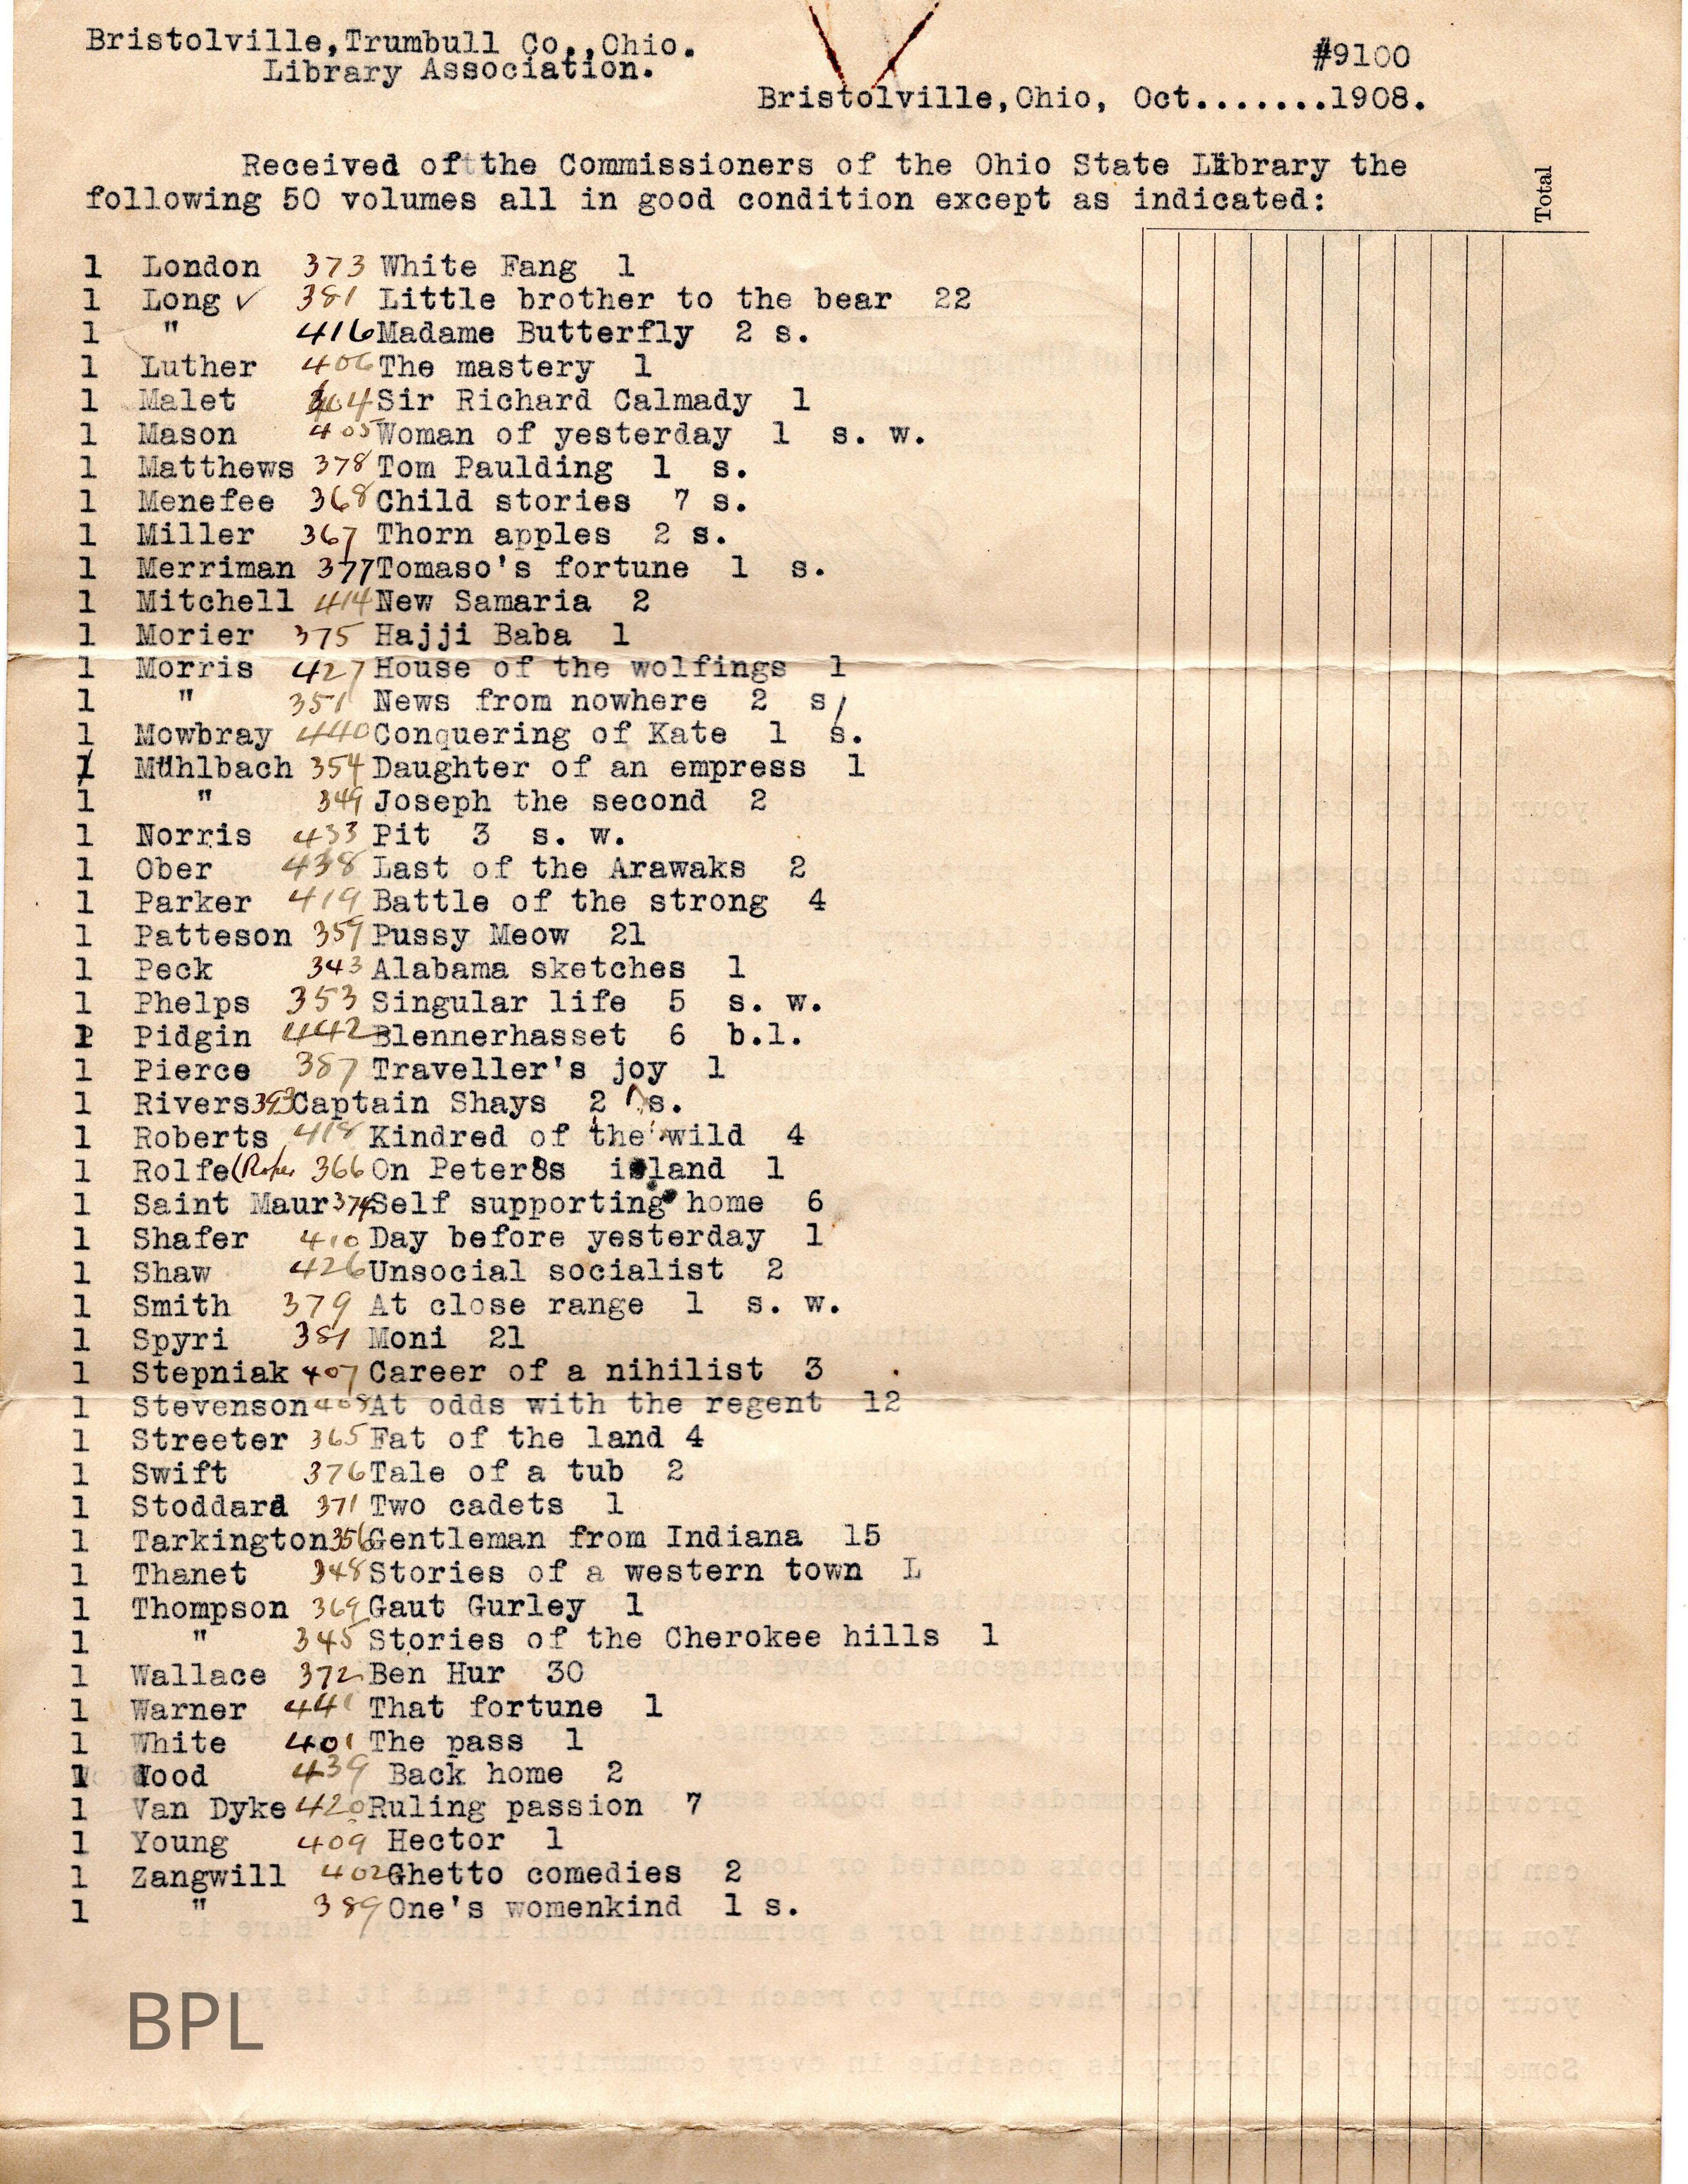 Bristolville,Trumbull Co.,Ohio.
Library Association.
#9100
Bristolville,Ohio, Oct.......1908.
Received of the Commissioners of the Ohio State Library the
following 50 volumes all in good condition except as indicated:
Total
1 London 373 White Fang 1
1 Long ✓ 381 Little brother to the bear 22
1 " 416 Madame Butterfly 2 s.
1 Luther 406 The mastery 1
1 Malet 404 Sir Richard Calmady 1
1 Mason 405 Woman of yesterday 1 s. w.
1 Matthews 378 Tom Paulding 1 s.
1 Menefee 368 Child stories 7 s.
1 Miller 367 Thorn apples 2 s.
1 Merriman 377 Tomaso's fortune 1 s.
1 Mitchell 414 New Samaria 2
1 Morier 375 Hajji Baba 1
1 Morris 427 House of the wolfings 1
1 " 351 News from nowhere 2 s/
1 Mowbray 440 Conquering of Kate 1 s.
1 Mühlbach 354 Daughter of an empress 1
1 " 349 Joseph the second 2
1 Norris 433 Pit 3 s. w.
1 Ober 438 Last of the Arawaks 2
1 Parker 419 Battle of the strong 4
1 Patteson 359 Pussy Meow 21
1 Peck 343 Alabama sketches 1
1 Phelps 353 Singular life 5 s. w.
1 Pidgin 442 Blennerhasset 6 b.l.
1 Pierce 387 Traveller's joy 1
1 Rivers 393 Captain Shays 2 s.
1 Roberts 418 Kindred of the wild 4
1 Rolfe (Roper 366 On Peter8s island 1
1 Saint Maur 374 Self supporting home 6
1 Shafer 410 Day before yesterday 1
1 Shaw 426 Unsocial socialist 2
1 Smith 379 At close range 1 s. w.
1 Spyri 381 Moni 21
1 Stepniak 407 Career of a nihilist 3
1 Stevenson 408 At odds with the regent 12
1 Streeter 365 Fat of the land 4
1 Swift 376 Tale of a tub 2
1 Stoddard 371 Two cadets 1
1 Tarkington 356 Gentleman from Indiana 15
1 Thanet 348 Stories of a western town L
1 Thompson 369 Gaut Gurley 1
1 " 345 Stories of the Cherokee hills 1
1 Wallace 372 Ben Hur 30
1 Warner 441 That fortune 1
1 White 401 The pass 1
1 Wood 439 Back home 2
1 Van Dyke 420 Ruling passion 7
1 Young 409 Hector 1
1 Zangwill 402 Ghetto comedies 2
1 " 389 One's womenkind 1 s.
BPL